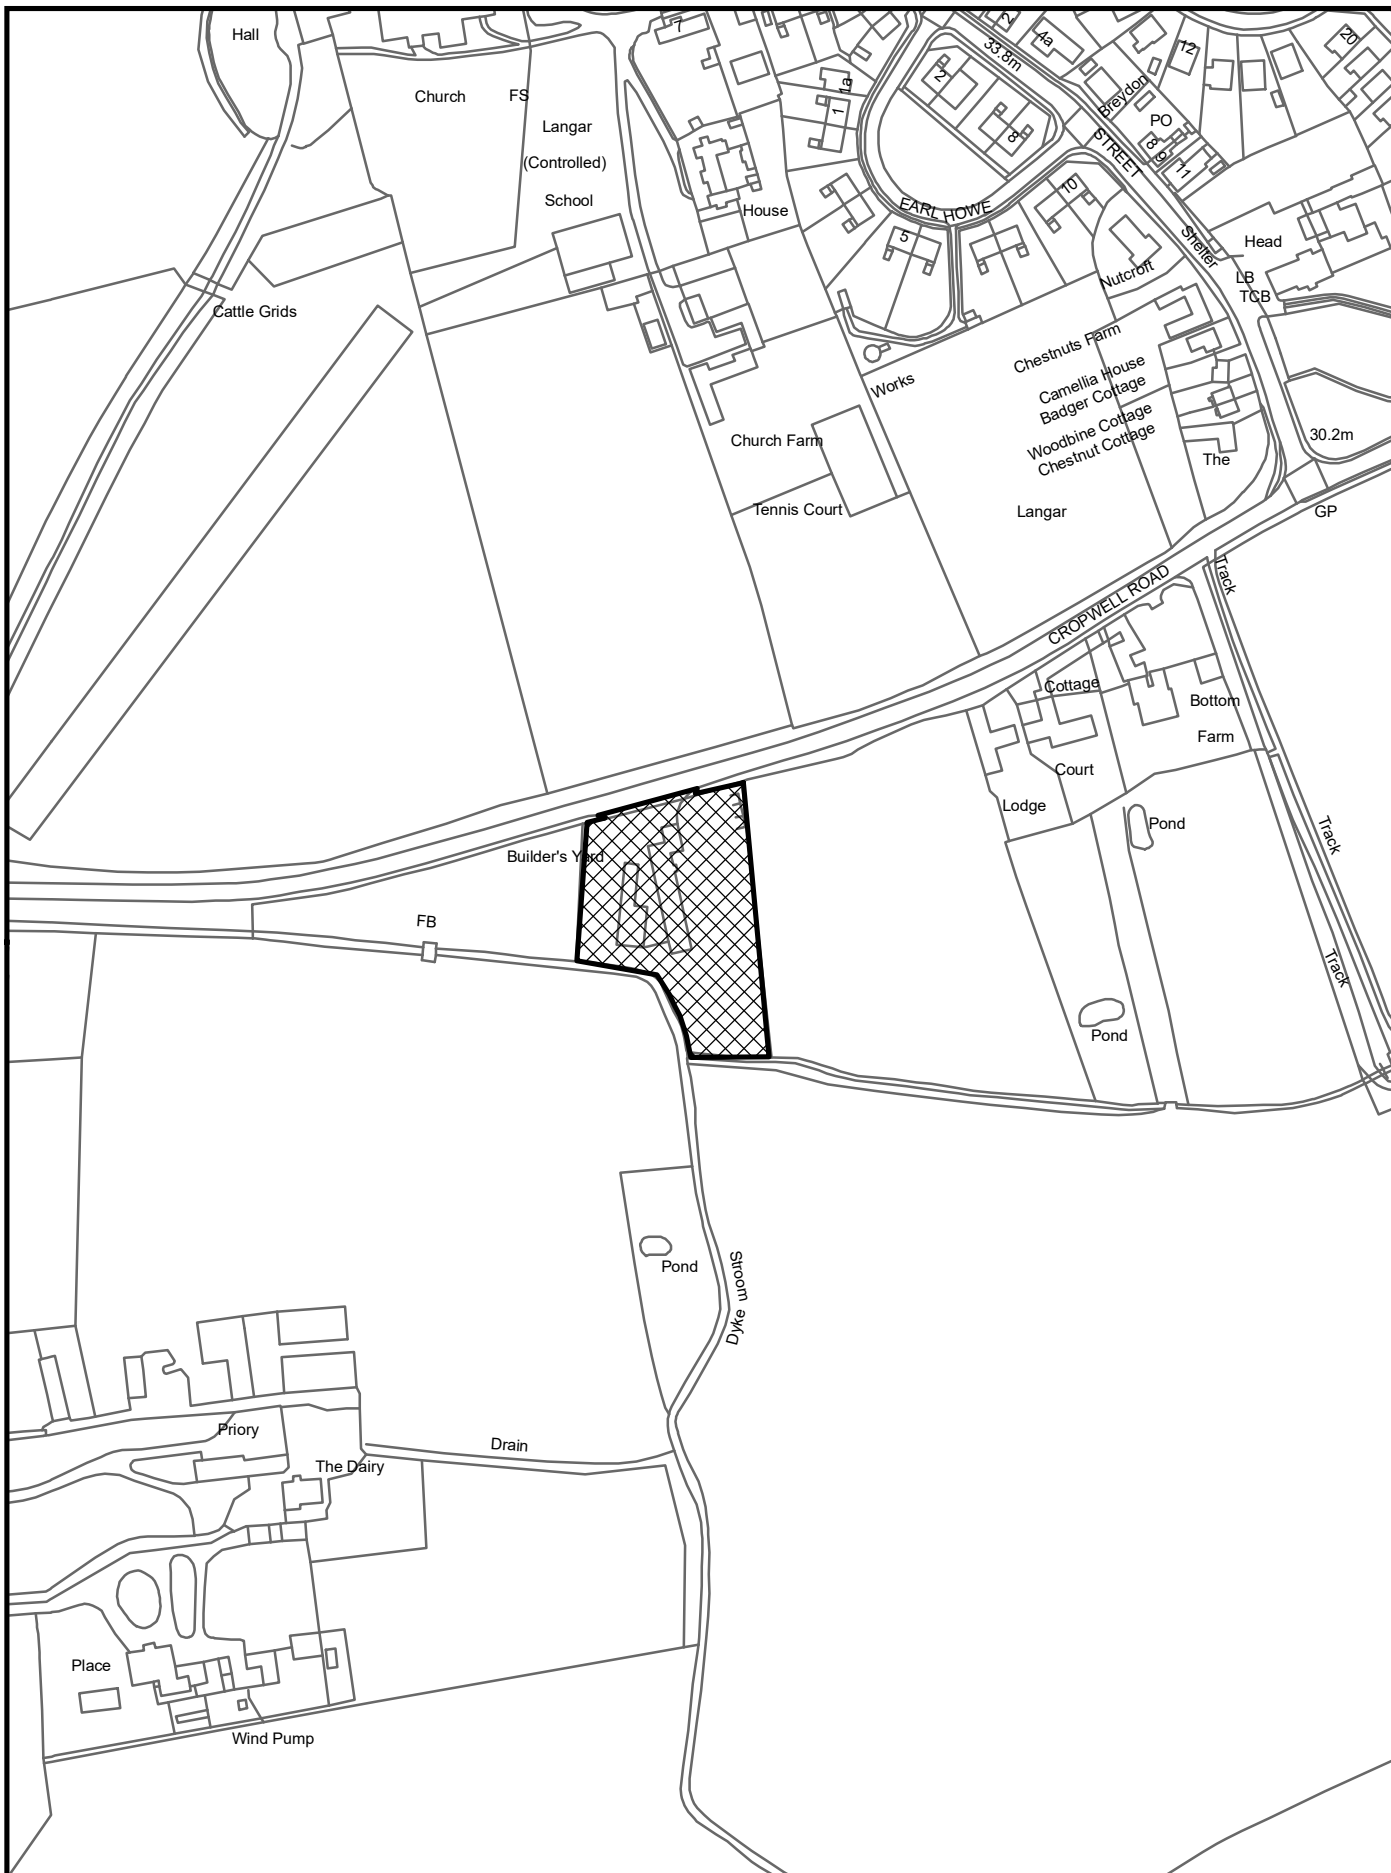 Hall
7
2
4a
12
20
33.8m
2
1a
1
Church
FS
Langar
(Controlled)
School
8
Breydon
PO
8
9
11
STREET
10
House
EARL HOWE
5
Shelter
Head
Nutcroft
LB
TCB
Cattle Grids
Works
Chestnuts Farm
Camellia House
Badger Cottage
Woodbine Cottage
Chestnut Cottage
Church Farm
30.2m
The
Tennis Court
Langar
GP
CROPWELL ROAD
Track
Cottage
Bottom
Farm
Court
Lodge
Pond
Track
Builder's Yard
FB
Track
Pond
Pond
Stroom
Dyke
Priory
Drain
The Dairy
Place
Wind Pump